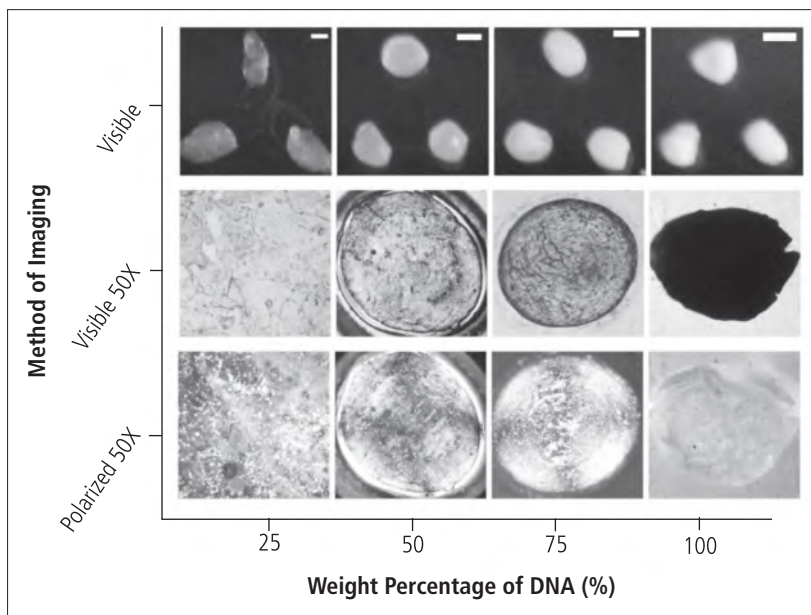 Method of Imaging
Visible
Visible 50X
Polarized 50X
25 50 75 100
Weight Percentage of DNA (%)